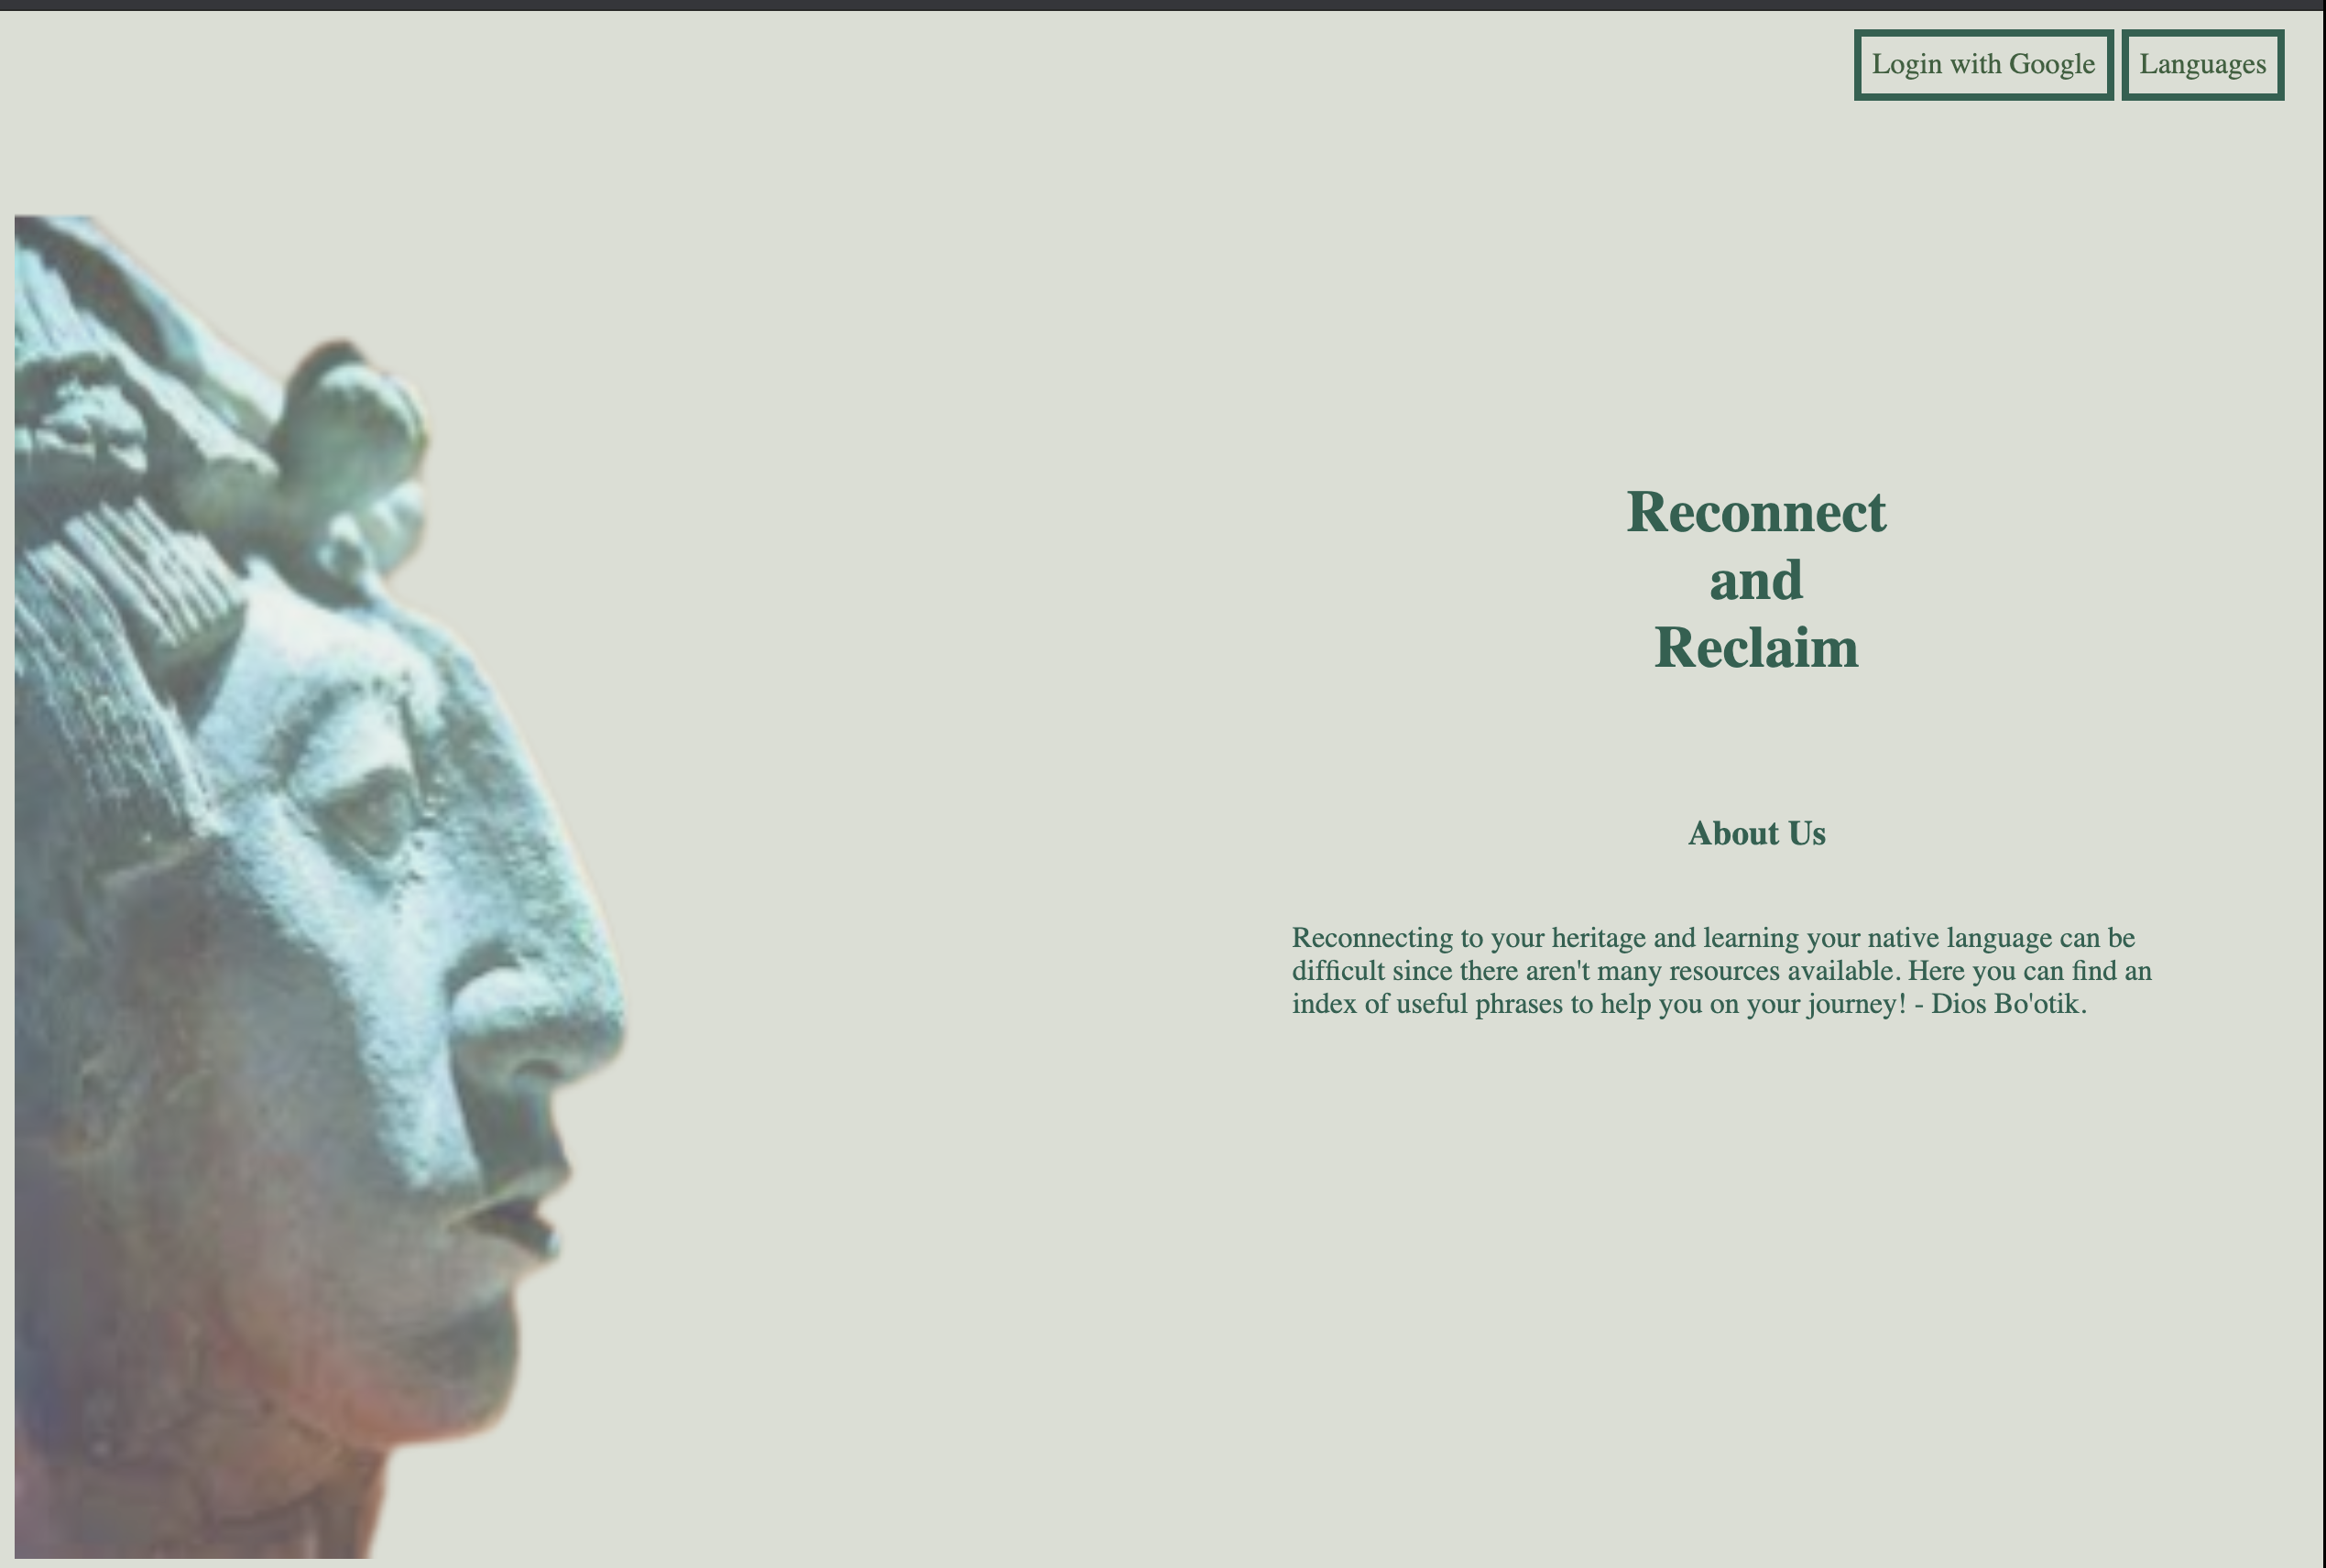 Login with Google
Languages
Reconnect
and
Reclaim
About Us
Reconnecting to your heritage and learning your native language can be
difficult since there aren't many resources available. Here you can find an
index of useful phrases to help you on your journey! - Dios Bo'otik.